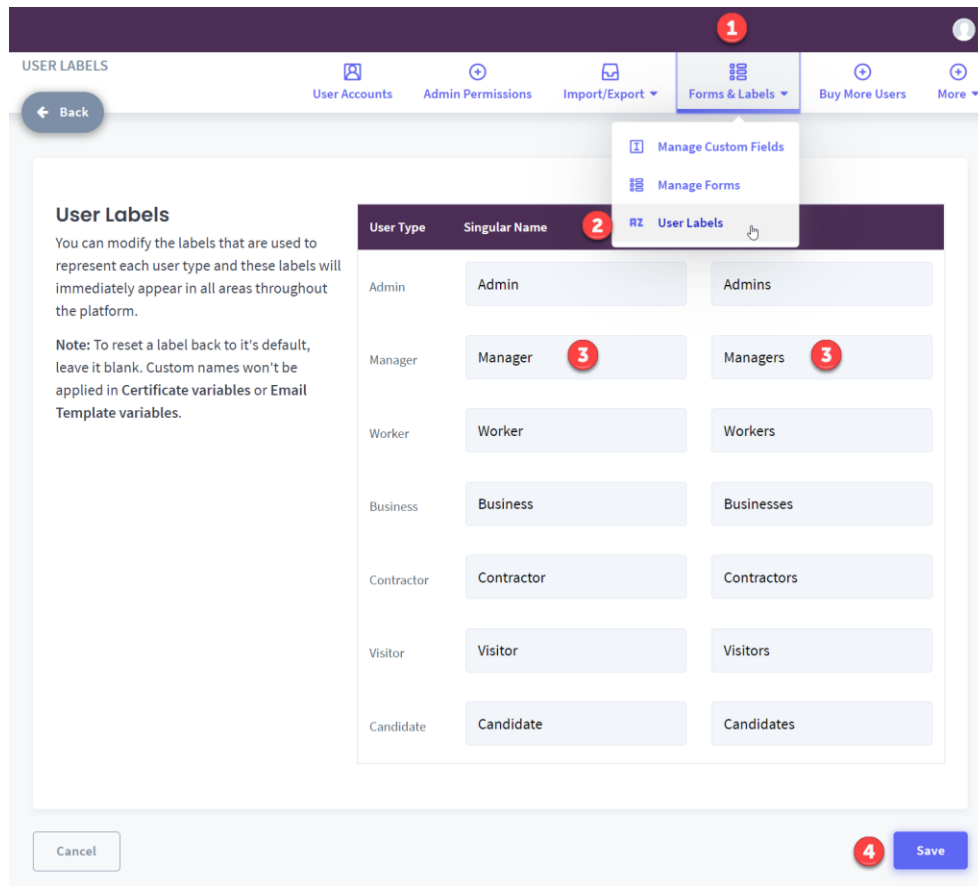 1
USER LABELS
User Accounts
Admin Permissions
Import/Export
Forms & Labels
Buy More Users
More
Back
Manage Custom Fields
Manage Forms
2
AZ User Labels
User Labels
You can modify the labels that are used to
represent each user type and these labels will
immediately appear in all areas throughout
the platform.
Note: To reset a label back to it's default,
leave it blank. Custom names won't be
applied in Certificate variables or Email
Template variables.
User Type Singular Name
Admin Admin Admins
Manager Manager 3 Managers 3
Worker Worker Workers
Business Business Businesses
Contractor Contractor Contractors
Visitor Visitor Visitors
Candidate Candidate Candidates
Cancel
4
Save